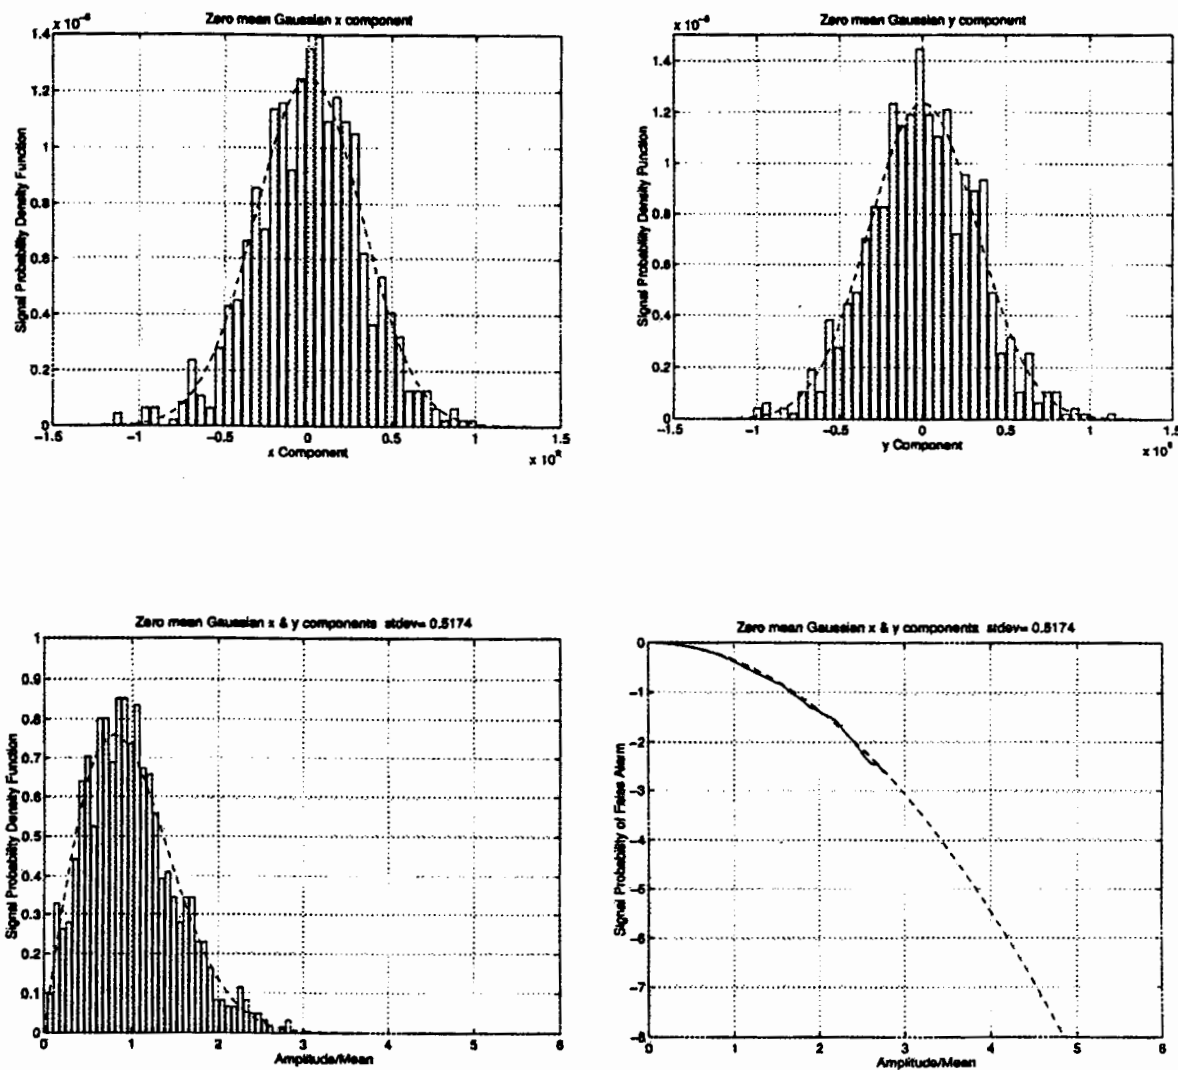 Zero mean Gaussian x component
x 10⁻⁶
1.4
1.2
1
0.8
0.6
0.4
0.2
0
Signal Probability Density Function
-1.5 -1 -0.5 0 0.5 1 1.5
x Component
Zero mean Gaussian y component
1.4
1.2
1
0.8
0.6
0.4
0.2
0
Signal Probability Density Function
-1.5 -1 -0.5 0 0.5 1 1.5
y Component
Zero mean Gaussian x & y components stdev= 0.5174
1
0.9
0.8
0.7
0.6
0.5
0.4
0.3
0.2
0.1
0
Signal Probability Density Function
0 1 2 3 4 5 6
Amplitude/Mean
Zero mean Gaussian x & y components stdev= 0.5174
0
-1
-2
-3
-4
-5
-6
-7
-8
Signal Probability of False Alarm
0 1 2 3 4 5 6
Amplitude/Mean